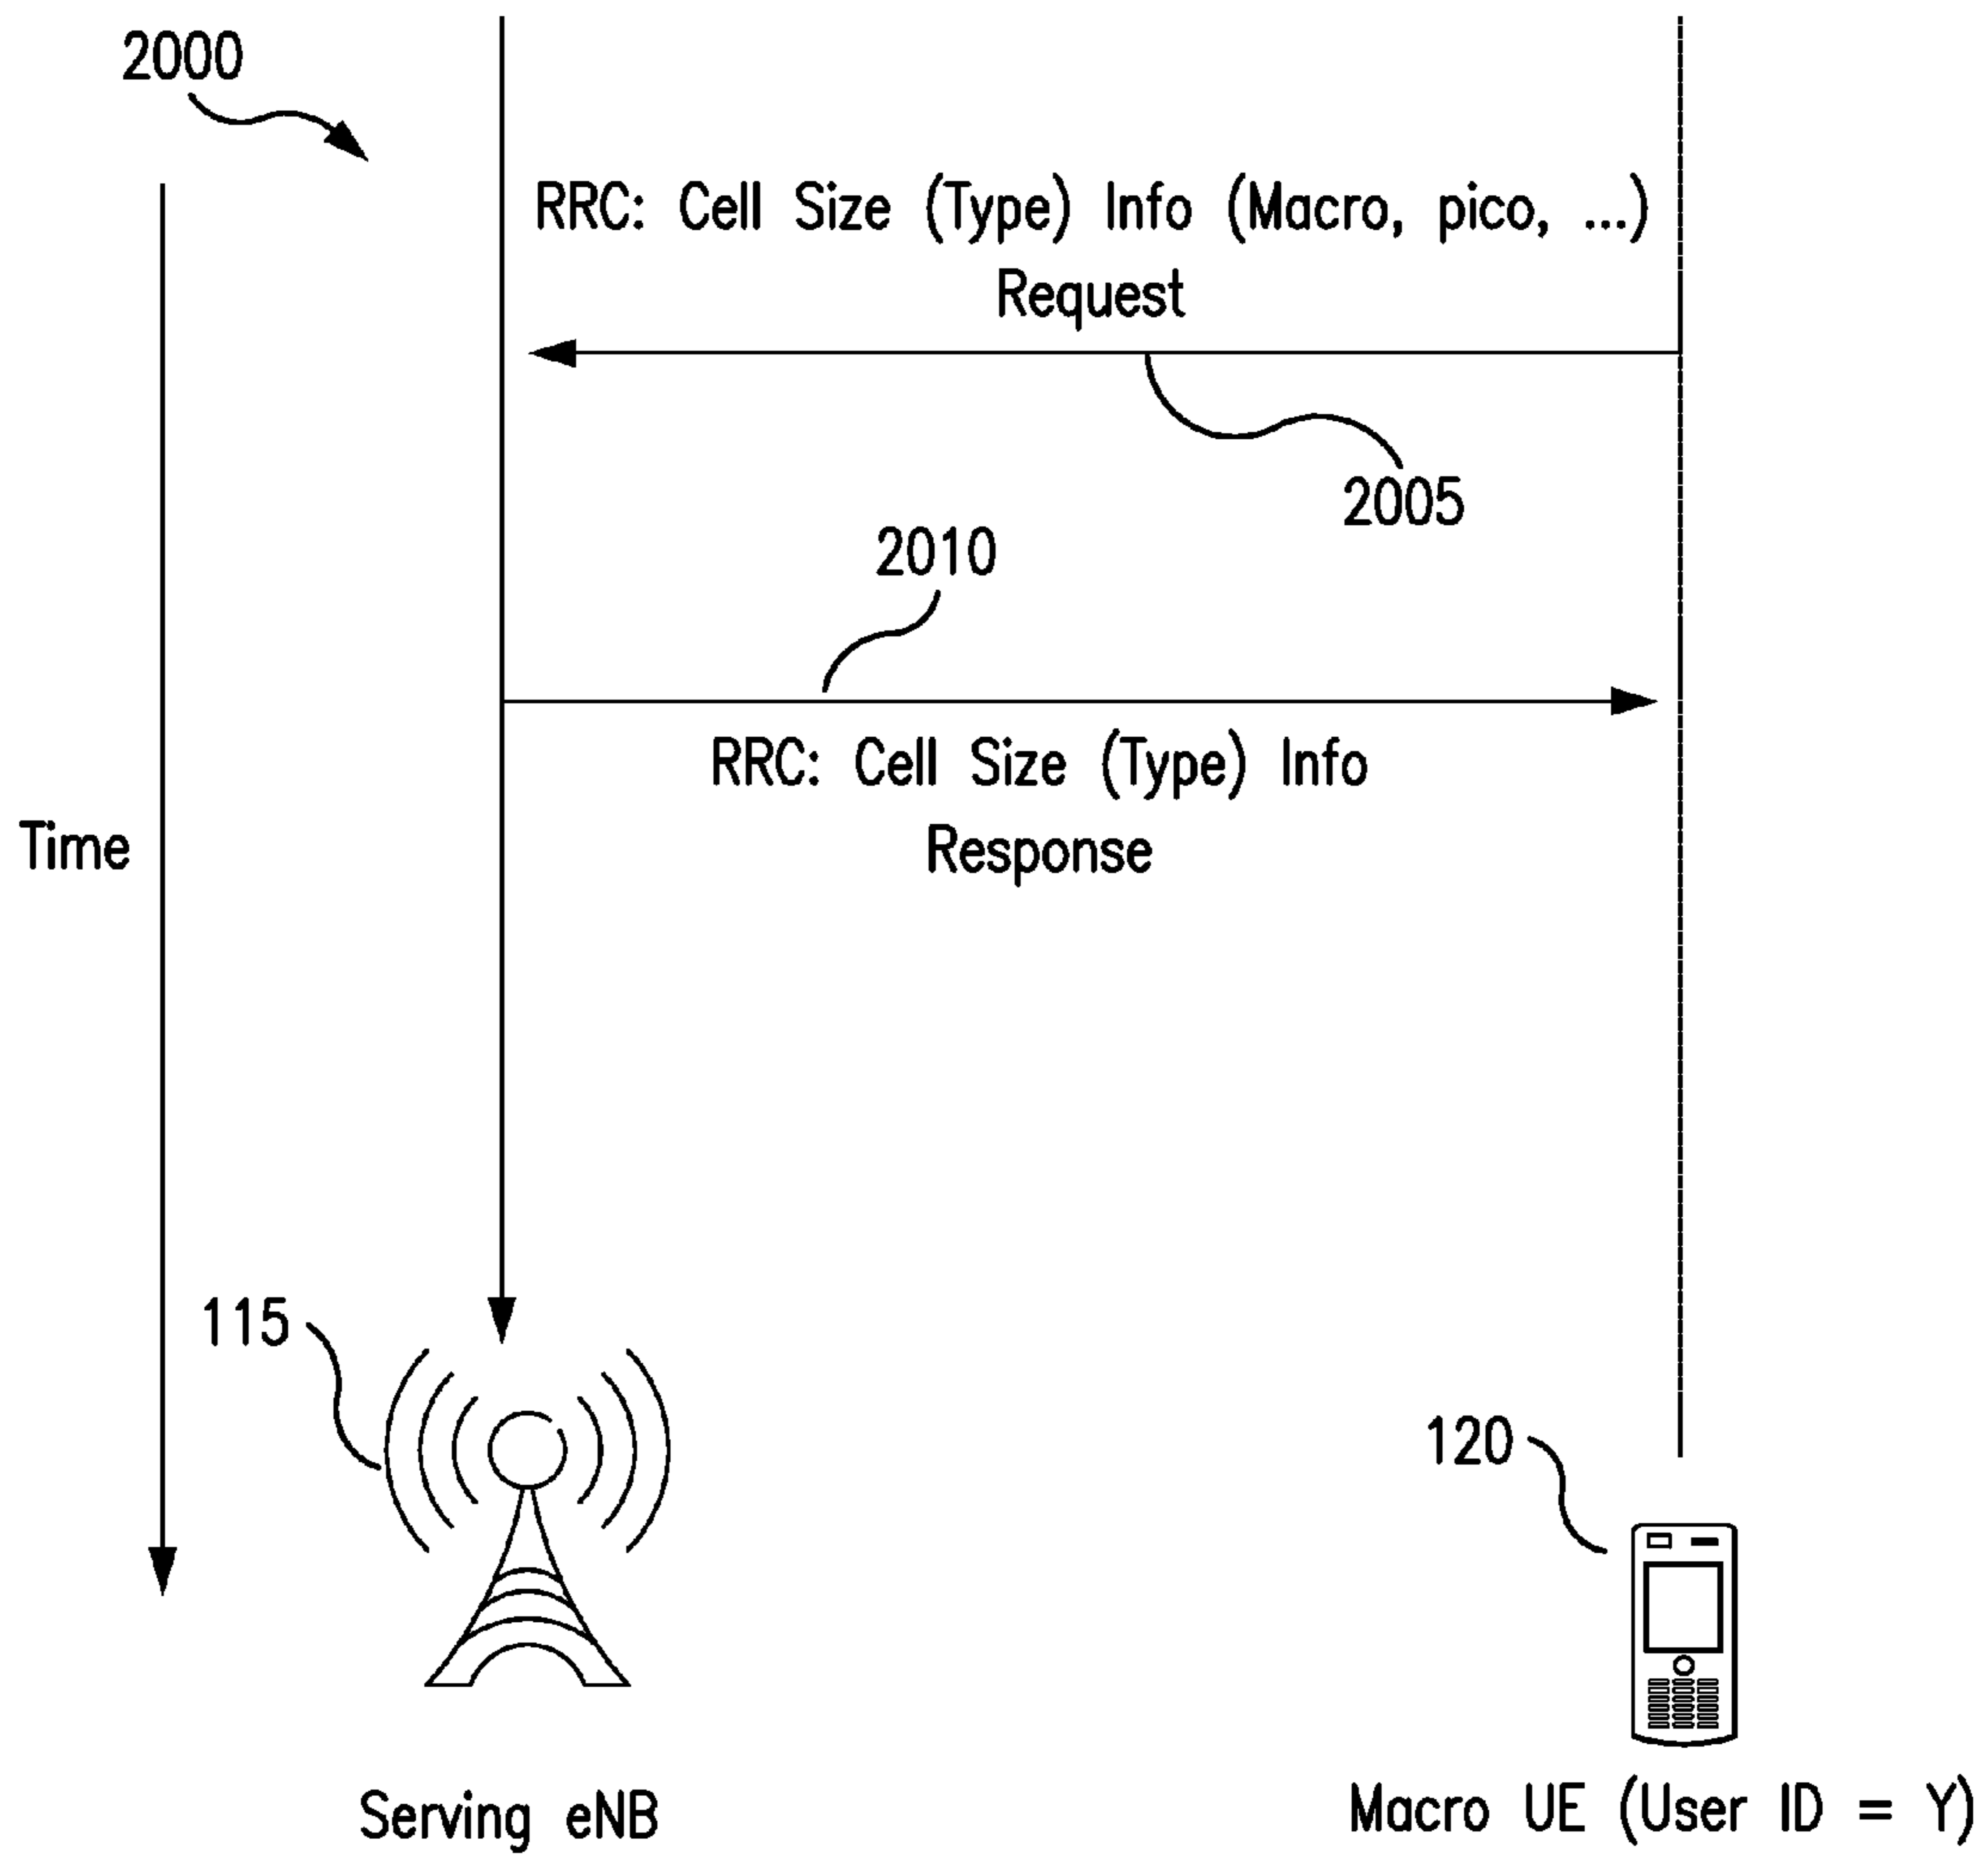 2000
RRC: Cell Size (Type) Info (Macro, pico, ...)
Request
2005
2010
RRC: Cell Size (Type) Info
Response
Time
115
120
Serving eNB
Macro UE (User ID = Y)